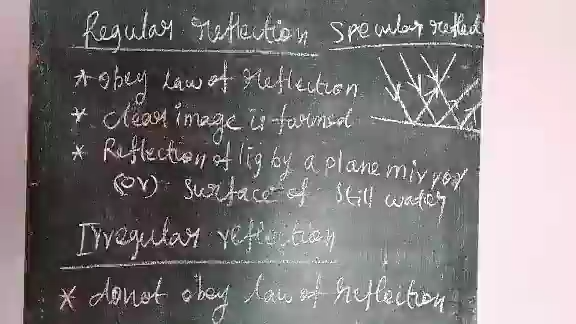 Regular reflection Specular reflect
* obey law of reflection
* clear image is formed
* Reflection of lig by a plane mirror
(or) surface of still water
Irregular reflection
* donot obey law of reflection